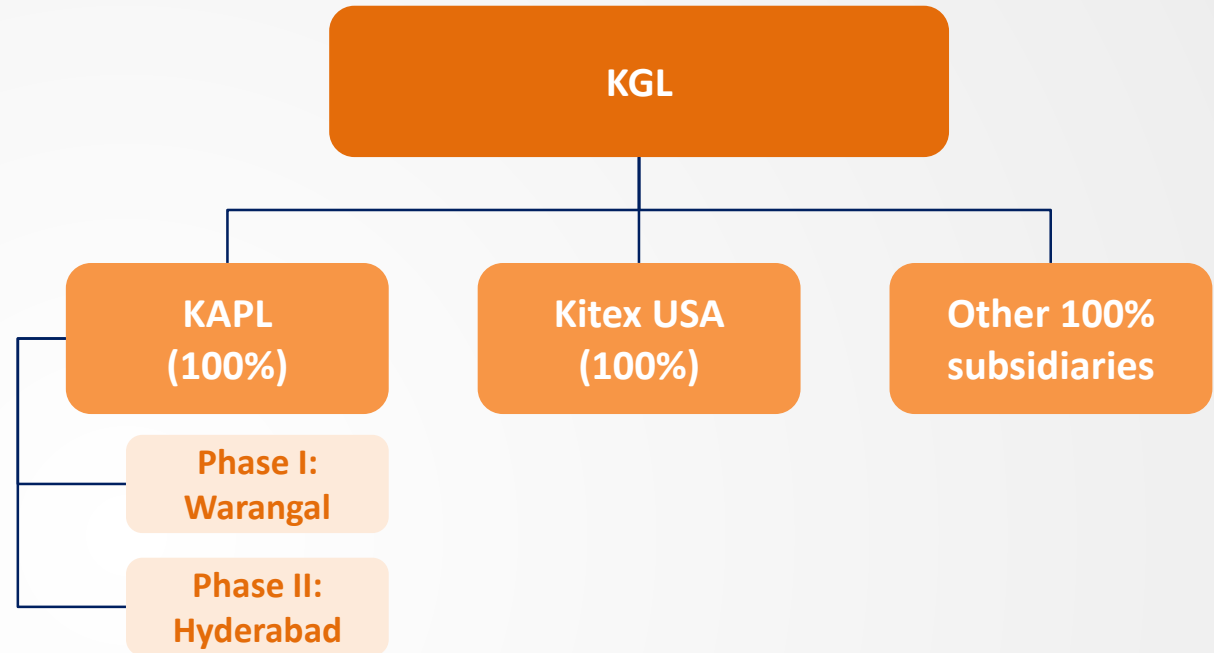 KGL
KAPL
(100%)
Kitex USA
(100%)
Other 100%
subsidiaries
Phase I:
Warangal
Phase II:
Hyderabad